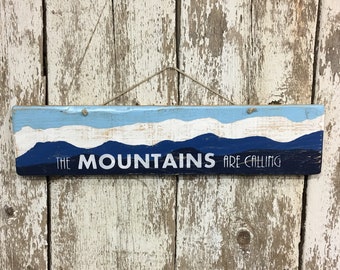 THE MOUNTAINS ARE CALLING